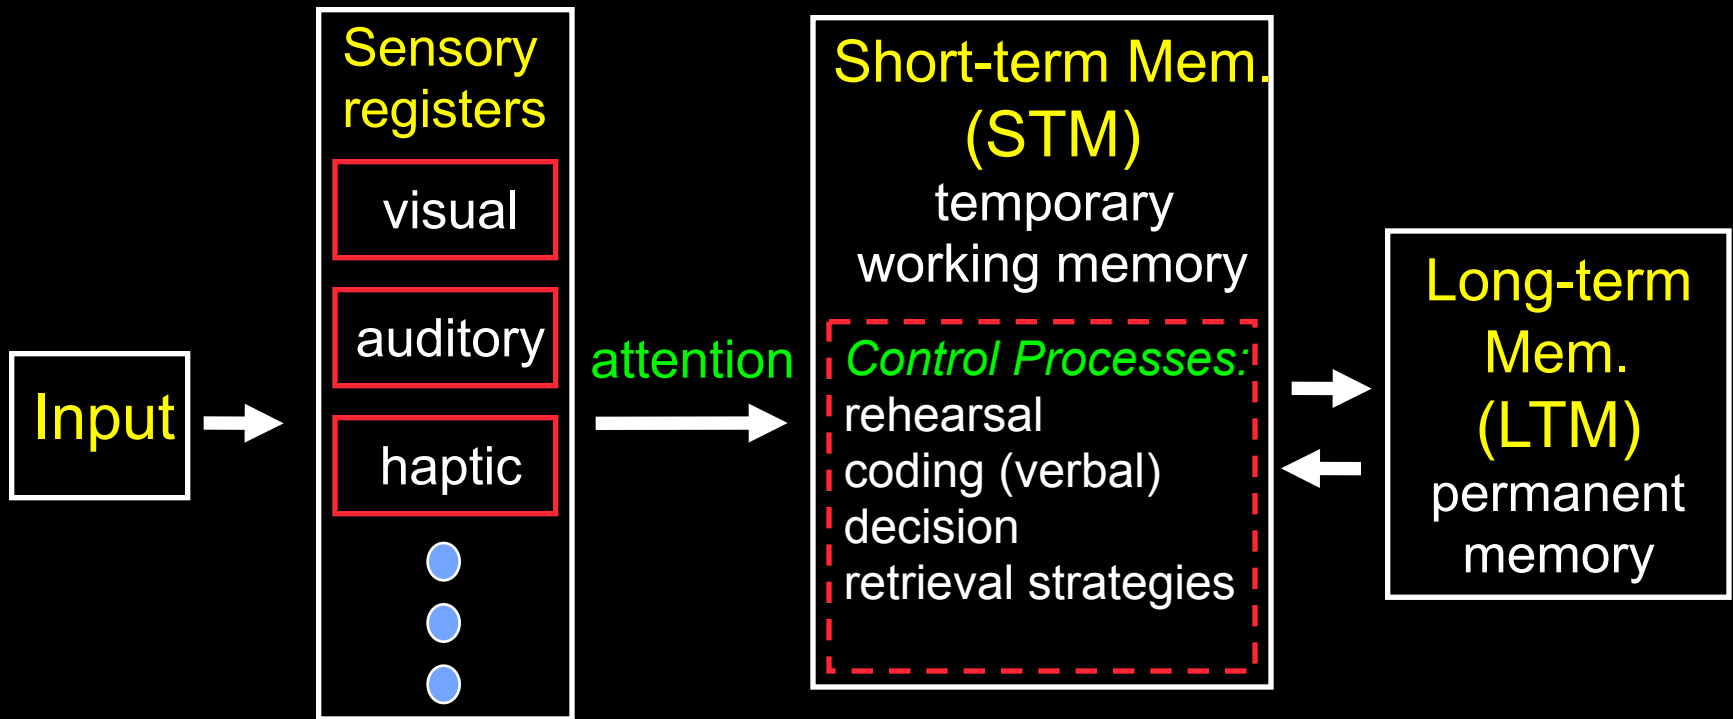 Input
Sensory
registers
visual
auditory
haptic
attention
Short-term Mem.
(STM)
temporary
working memory
Control Processes:
rehearsal
coding (verbal)
decision
retrieval strategies
Long-term
Mem.
(LTM)
permanent
memory